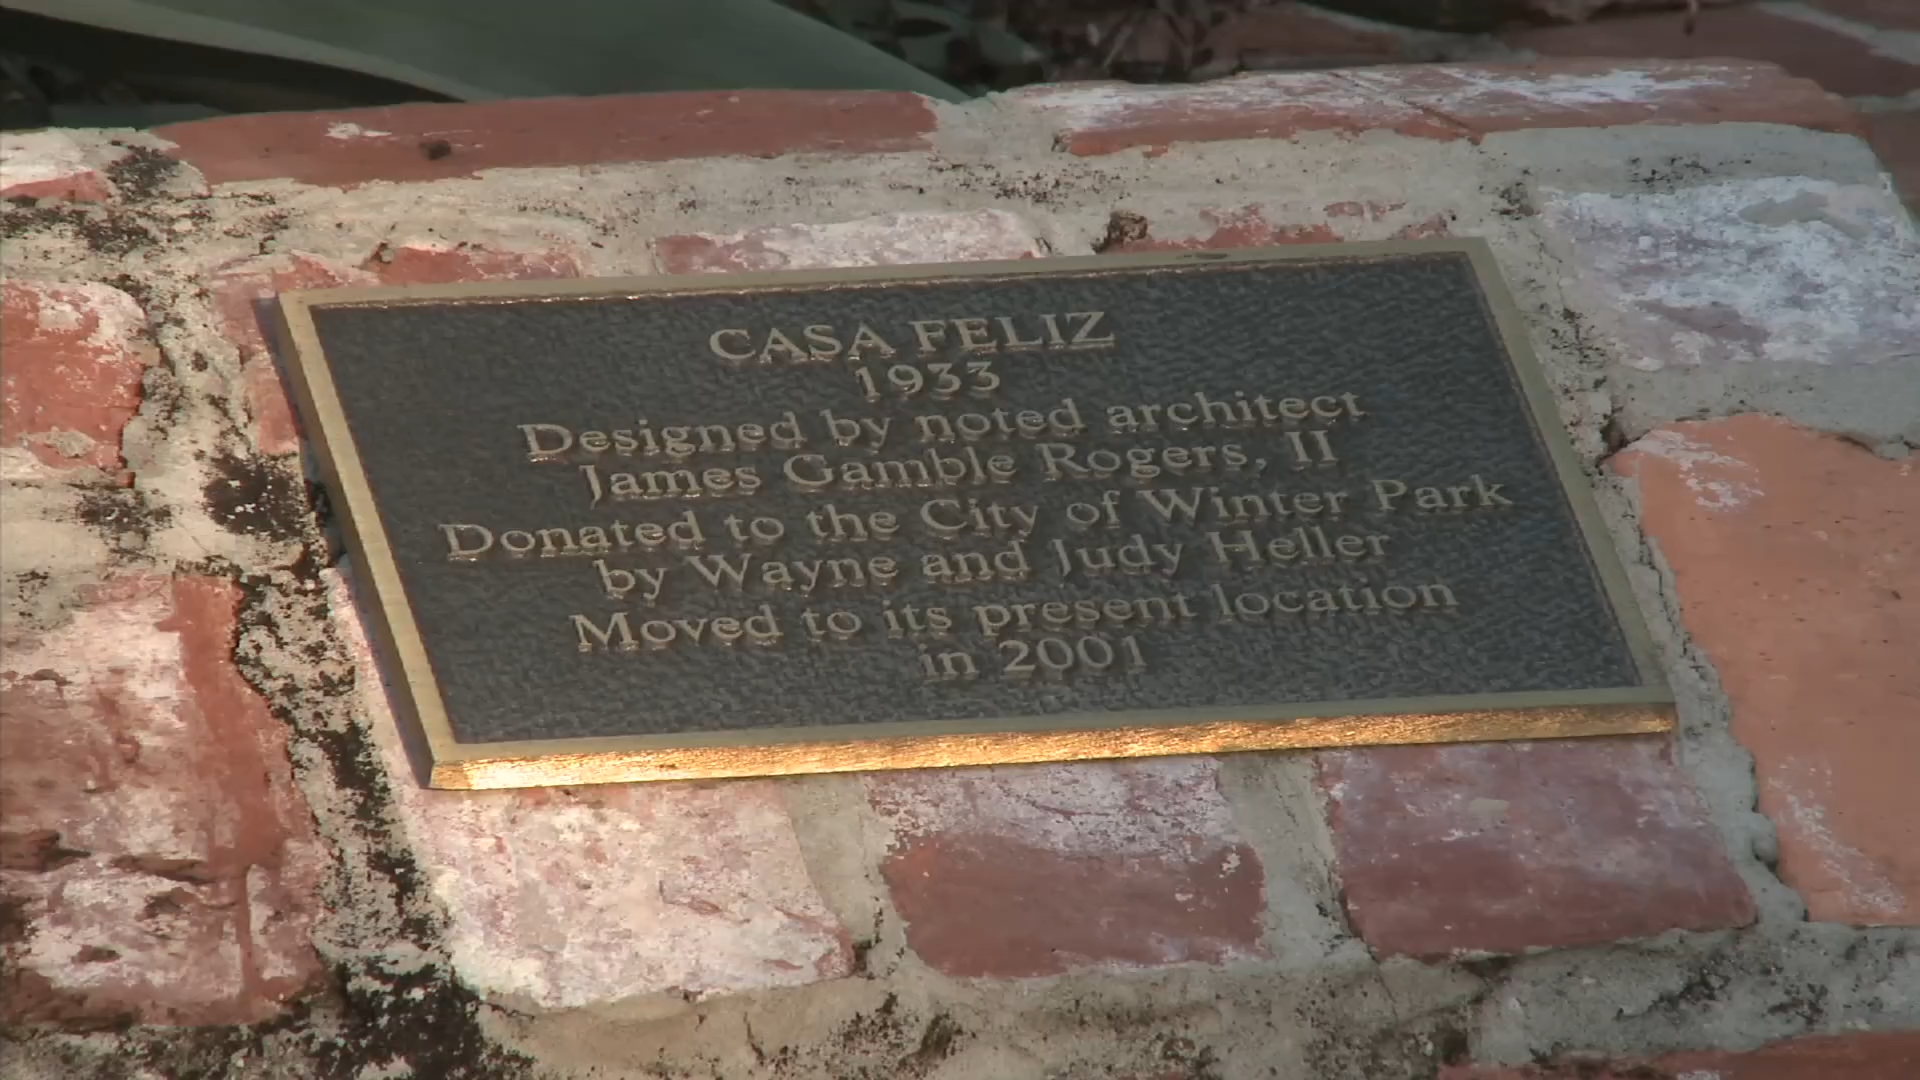 CASA FELIZ
1933
Designed by noted architect
James Gamble Rogers, II
Donated to the City of Winter Park
by Wayne and Judy Heller
Moved to its present location
in 2001